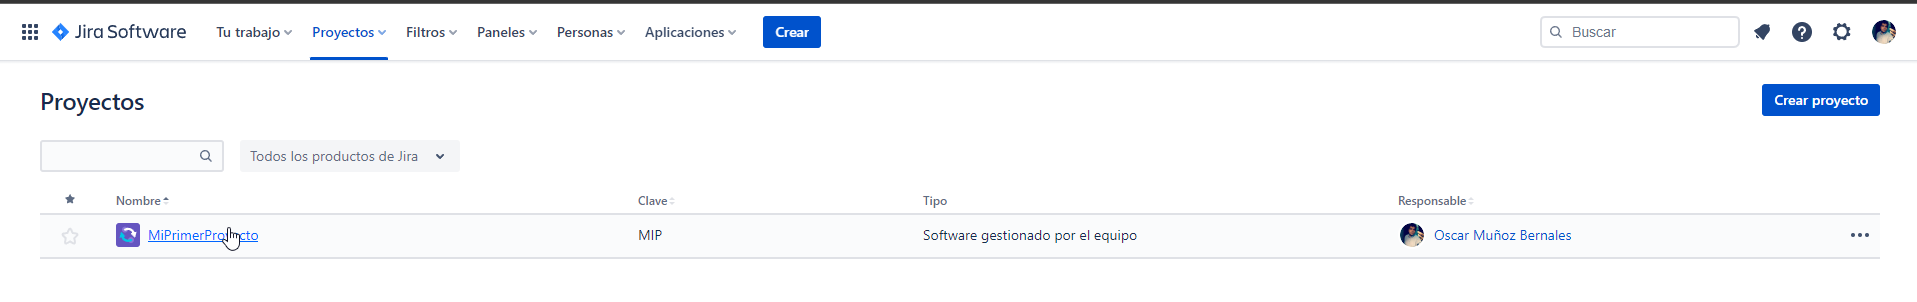 Jira Software Tu trabajo Proyectos Filtros Paneles Personas Aplicaciones Crear Buscar
Proyectos Crear proyecto
Todos los productos de Jira
Nombre Clave Tipo Responsable
MiPrimerProyecto MIP Software gestionado por el equipo Oscar Muñoz Bernales